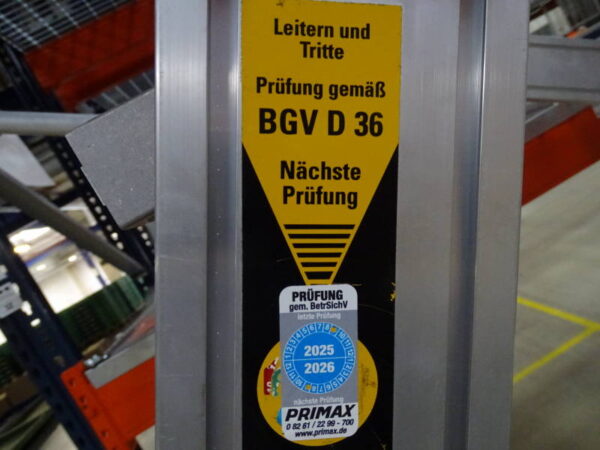 Leitern und
Tritte
Prüfung gemäß
BGV D 36
Nächste
Prüfung
PRÜFUNG
gem. BetrSichV
letzte Prüfung
2025
2026
nächste Prüfung
PRIMAX
0 82 61 / 22 99 - 700
www.primax.de